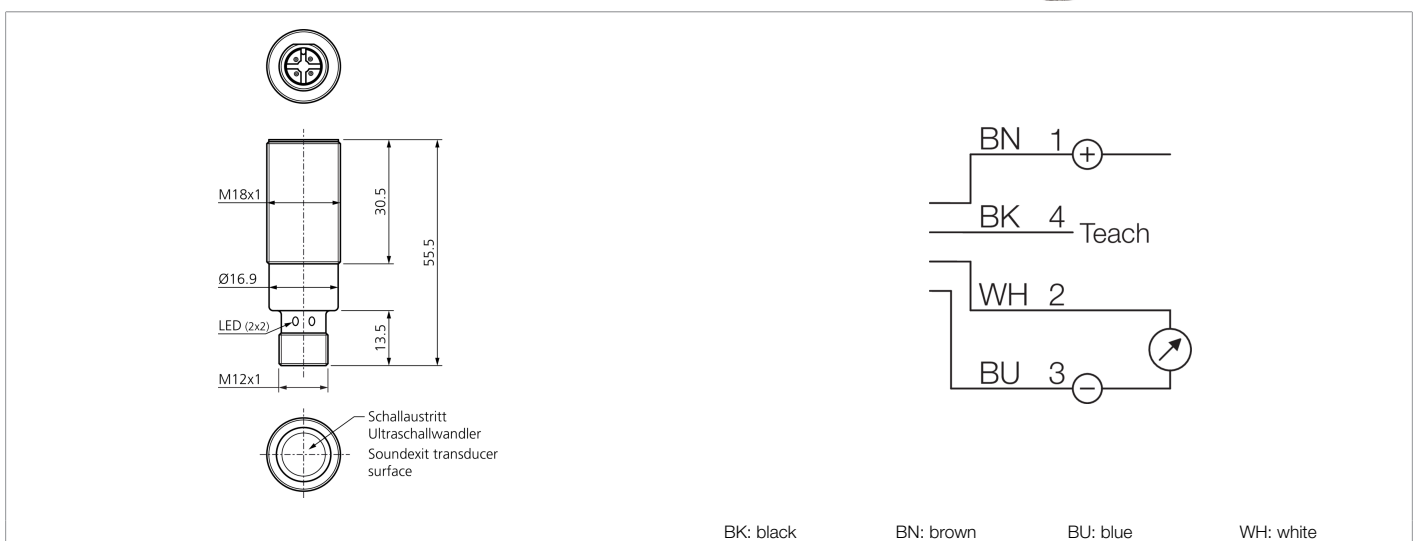 M18x1
30.5
55.5
Ø16.9
LED (2x2)
13.5
M12x1
Schallaustritt
Ultraschallwandler
Soundexit transducer
surface
BN 1
+
BK 4 Teach
WH 2
BU 3
−
BK: black BN: brown BU: blue WH: white